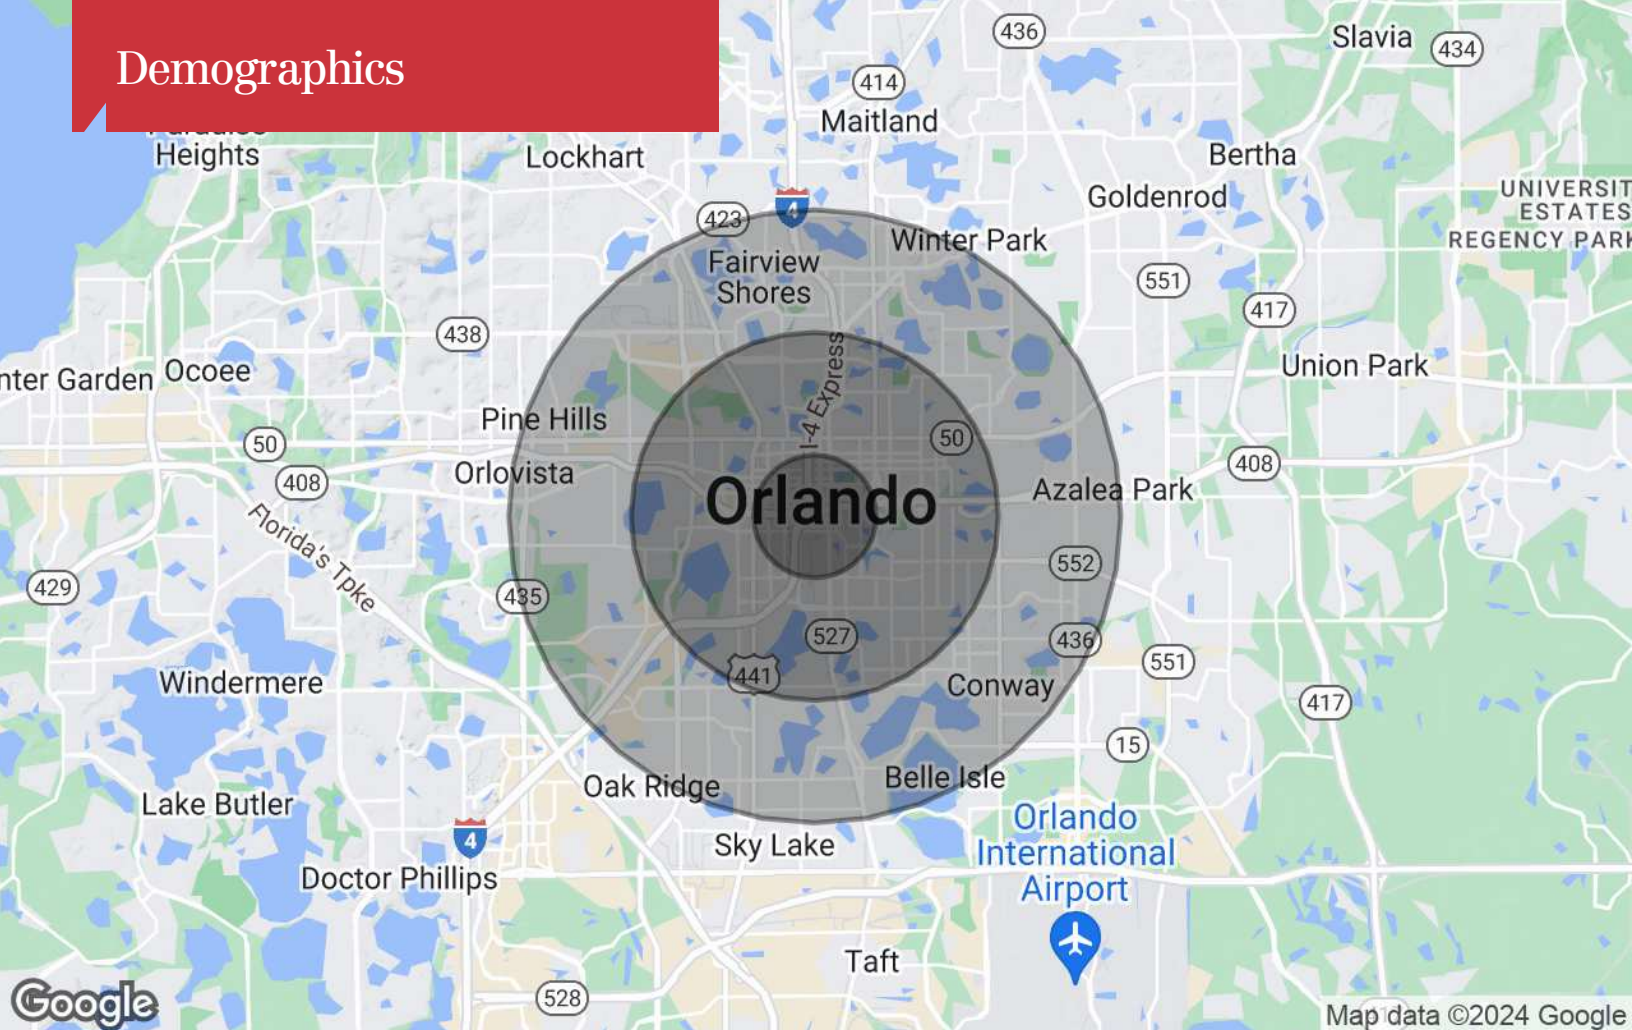 Demographics
436
Slavia
434
414
Maitland
Heights
Lockhart
Bertha
Goldenrod
UNIVERSIT
ESTATES
REGENCY PARK
423
4
Winter Park
Fairview
Shores
551
417
438
I-4 Express
nter Garden
Ocoee
Union Park
Pine Hills
50
50
408
Orlovista
408
Orlando
Azalea Park
Florida's Tpke
429
435
552
527
436
441
551
Windermere
Conway
417
15
Oak Ridge
Belle Isle
Lake Butler
Orlando
International
Airport
4
Sky Lake
Doctor Phillips
Taft
528
Google
Map data ©2024 Google